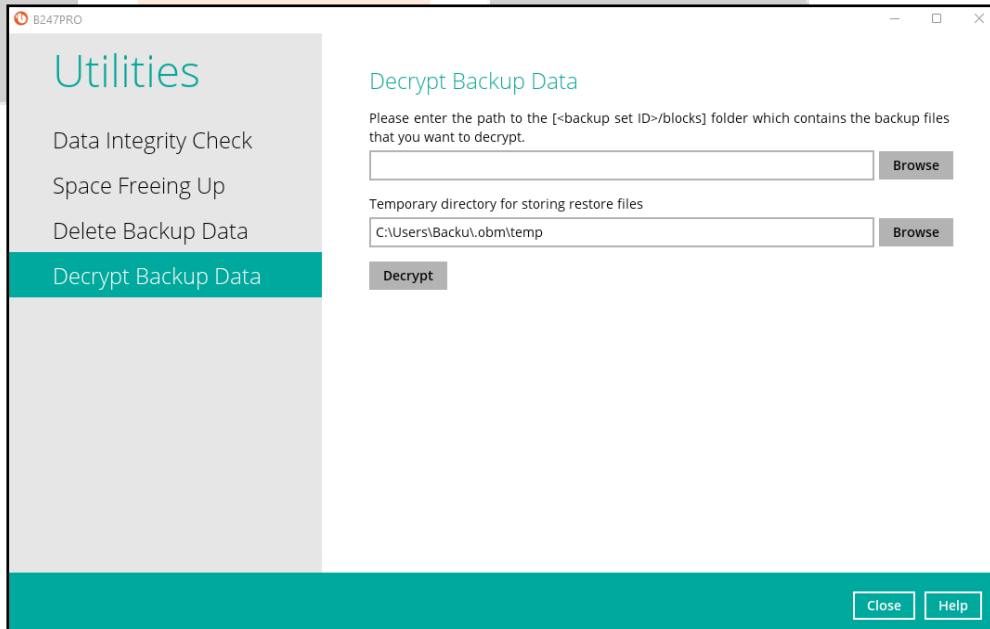 B247PRO
Utilities
Data Integrity Check
Space Freeing Up
Delete Backup Data
Decrypt Backup Data
Decrypt Backup Data
Please enter the path to the [<backup set ID>/blocks] folder which contains the backup files
that you want to decrypt.
Browse
Temporary directory for storing restore files
C:\Users\Backu\.obm\temp
Browse
Decrypt
Close
Help